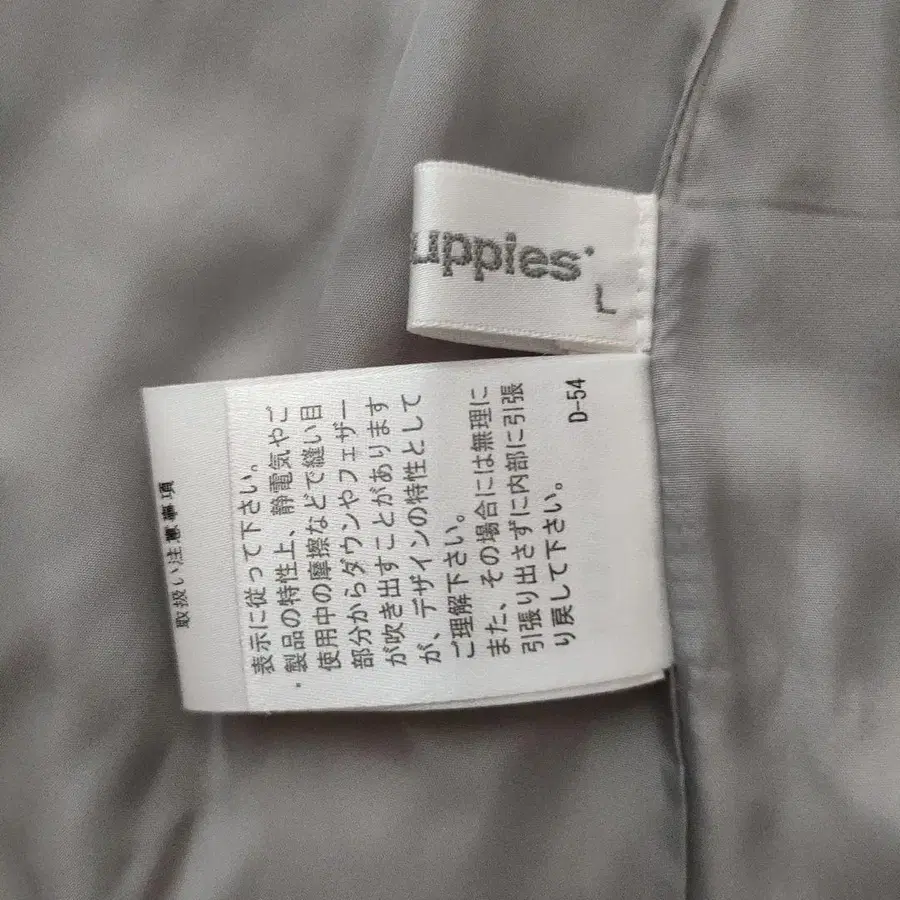 uppies
L
取扱い注意事項
表示に従って下さい。
・製品の特性上、静電気やご
使用中の摩擦などで縫い目
部分からダウンやフェザー
が吹き出すことがあります
が、デザインの特性として
ご理解下さい。
また、その場合には無理に
引張り出さずに内部に引張
り戻して下さい。
D-54